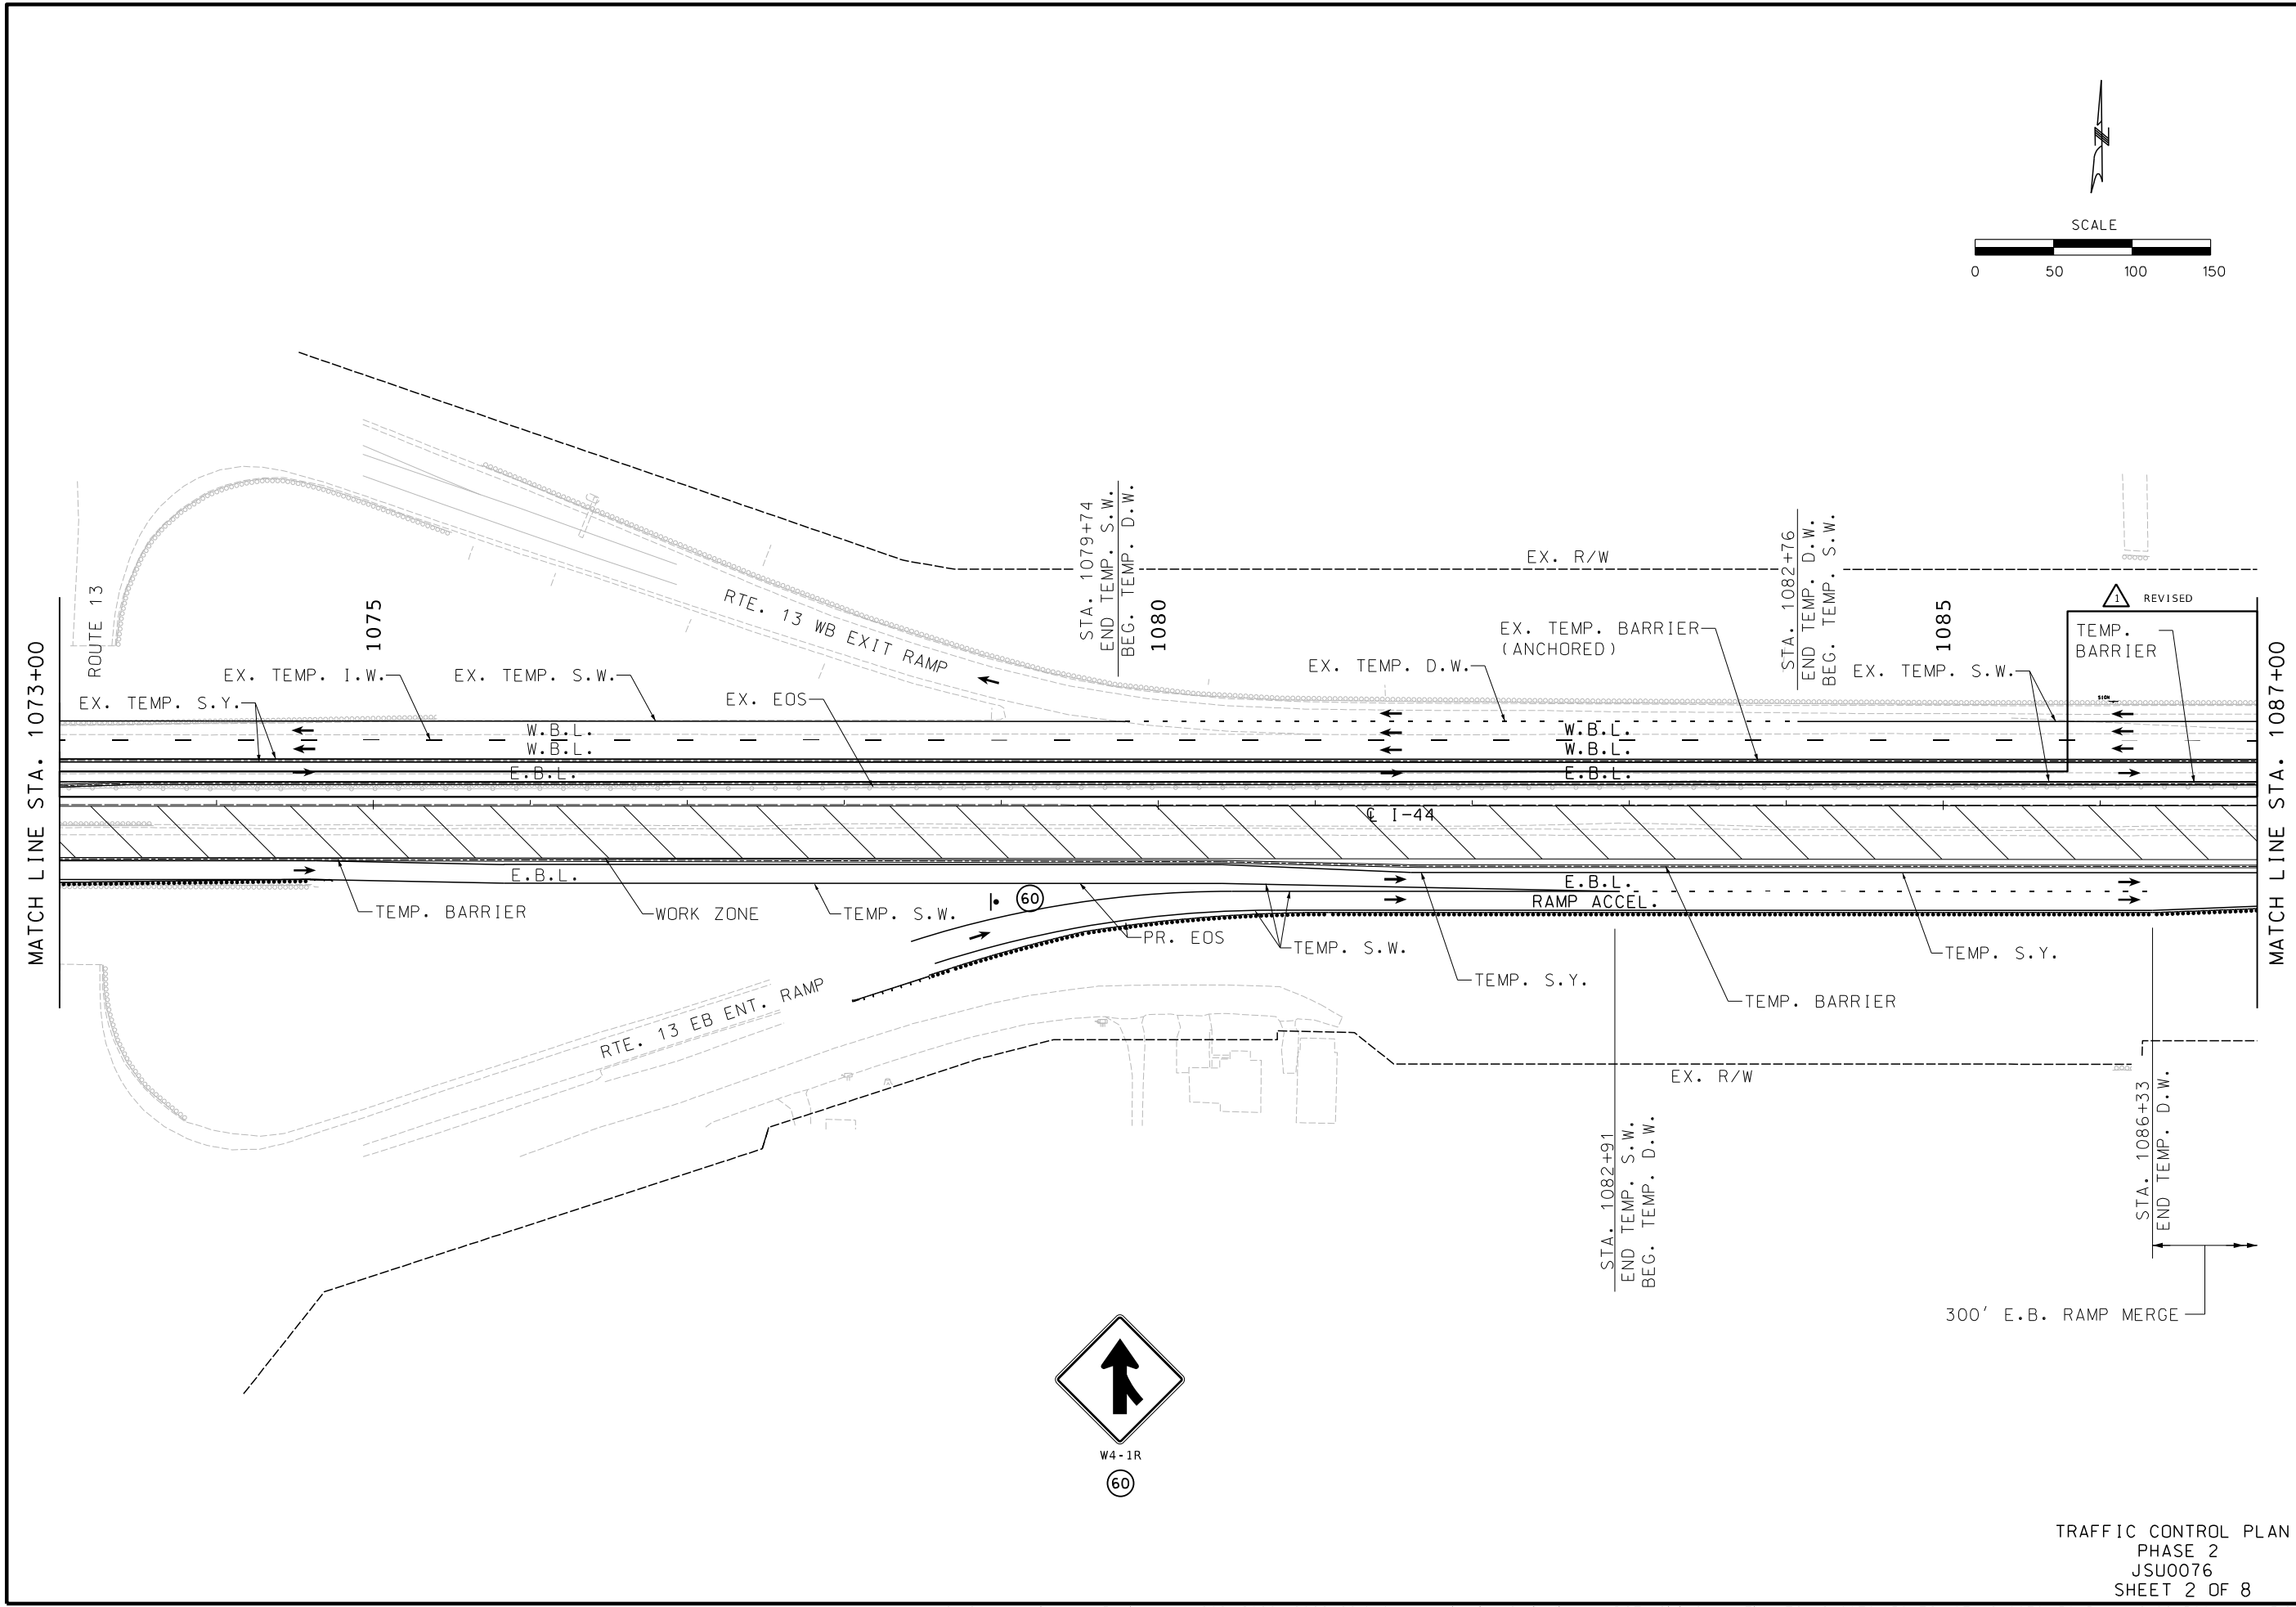 SCALE
0 50 100 150
ROUTE 13
1075
STA. 1079+74
END TEMP. S.W.
BEG. TEMP. D.W.
1080
EX. R/W
STA. 1082+76
END TEMP. D.W.
BEG. TEMP. S.W.
1085
1 REVISED
RTE. 13 WB EXIT RAMP
MATCH LINE STA. 1073+00
EX. TEMP. S.Y.
EX. TEMP. I.W.
EX. TEMP. S.W.
EX. EOS
EX. TEMP. D.W.
EX. TEMP. BARRIER
(ANCHORED)
EX. TEMP. S.W.
TEMP.
BARRIER
SIGN
MATCH LINE STA. 1087+00
W.B.L.
W.B.L.
E.B.L.
W.B.L.
W.B.L.
E.B.L.
℄ I-44
E.B.L.
E.B.L.
RAMP ACCEL.
TEMP. BARRIER
WORK ZONE
TEMP. S.W.
60
PR. EOS
TEMP. S.W.
TEMP. S.Y.
TEMP. BARRIER
TEMP. S.Y.
RTE. 13 EB ENT. RAMP
EX. R/W
STA. 1082+91
END TEMP. S.W.
BEG. TEMP. D.W.
STA. 1086+33
END TEMP. D.W.
300' E.B. RAMP MERGE
W4-1R
60
TRAFFIC CONTROL PLAN
PHASE 2
JSU0076
SHEET 2 OF 8